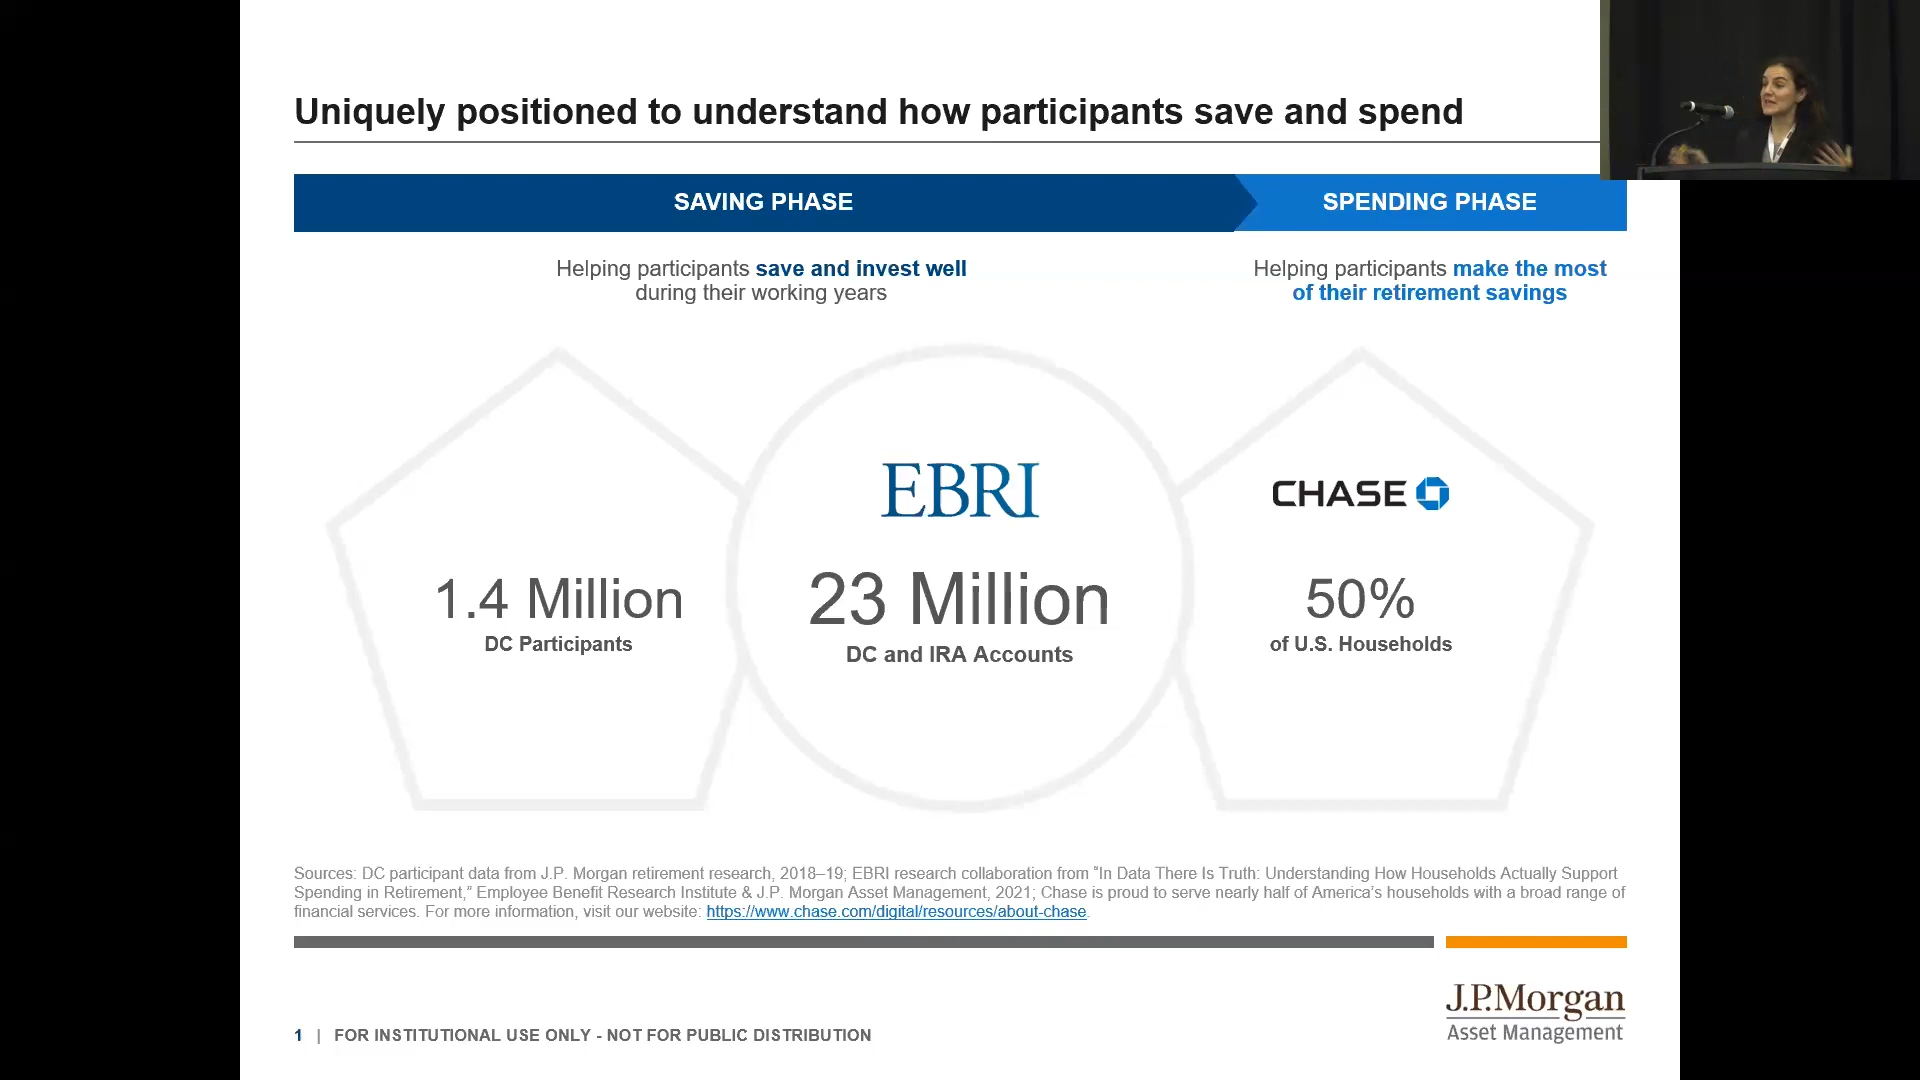 Uniquely positioned to understand how participants save and spend
SAVING PHASE
SPENDING PHASE
Helping participants save and invest well
during their working years
Helping participants make the most
of their retirement savings
1.4 Million
DC Participants
EBRI
23 Million
DC and IRA Accounts
CHASE
50%
of U.S. Households
Sources: DC participant data from J.P. Morgan retirement research, 2018–19; EBRI research collaboration from "In Data There Is Truth: Understanding How Households Actually Support
Spending in Retirement," Employee Benefit Research Institute & J.P. Morgan Asset Management, 2021; Chase is proud to serve nearly half of America's households with a broad range of
financial services. For more information, visit our website: https://www.chase.com/digital/resources/about-chase.
J.P.Morgan
Asset Management
1 | FOR INSTITUTIONAL USE ONLY - NOT FOR PUBLIC DISTRIBUTION